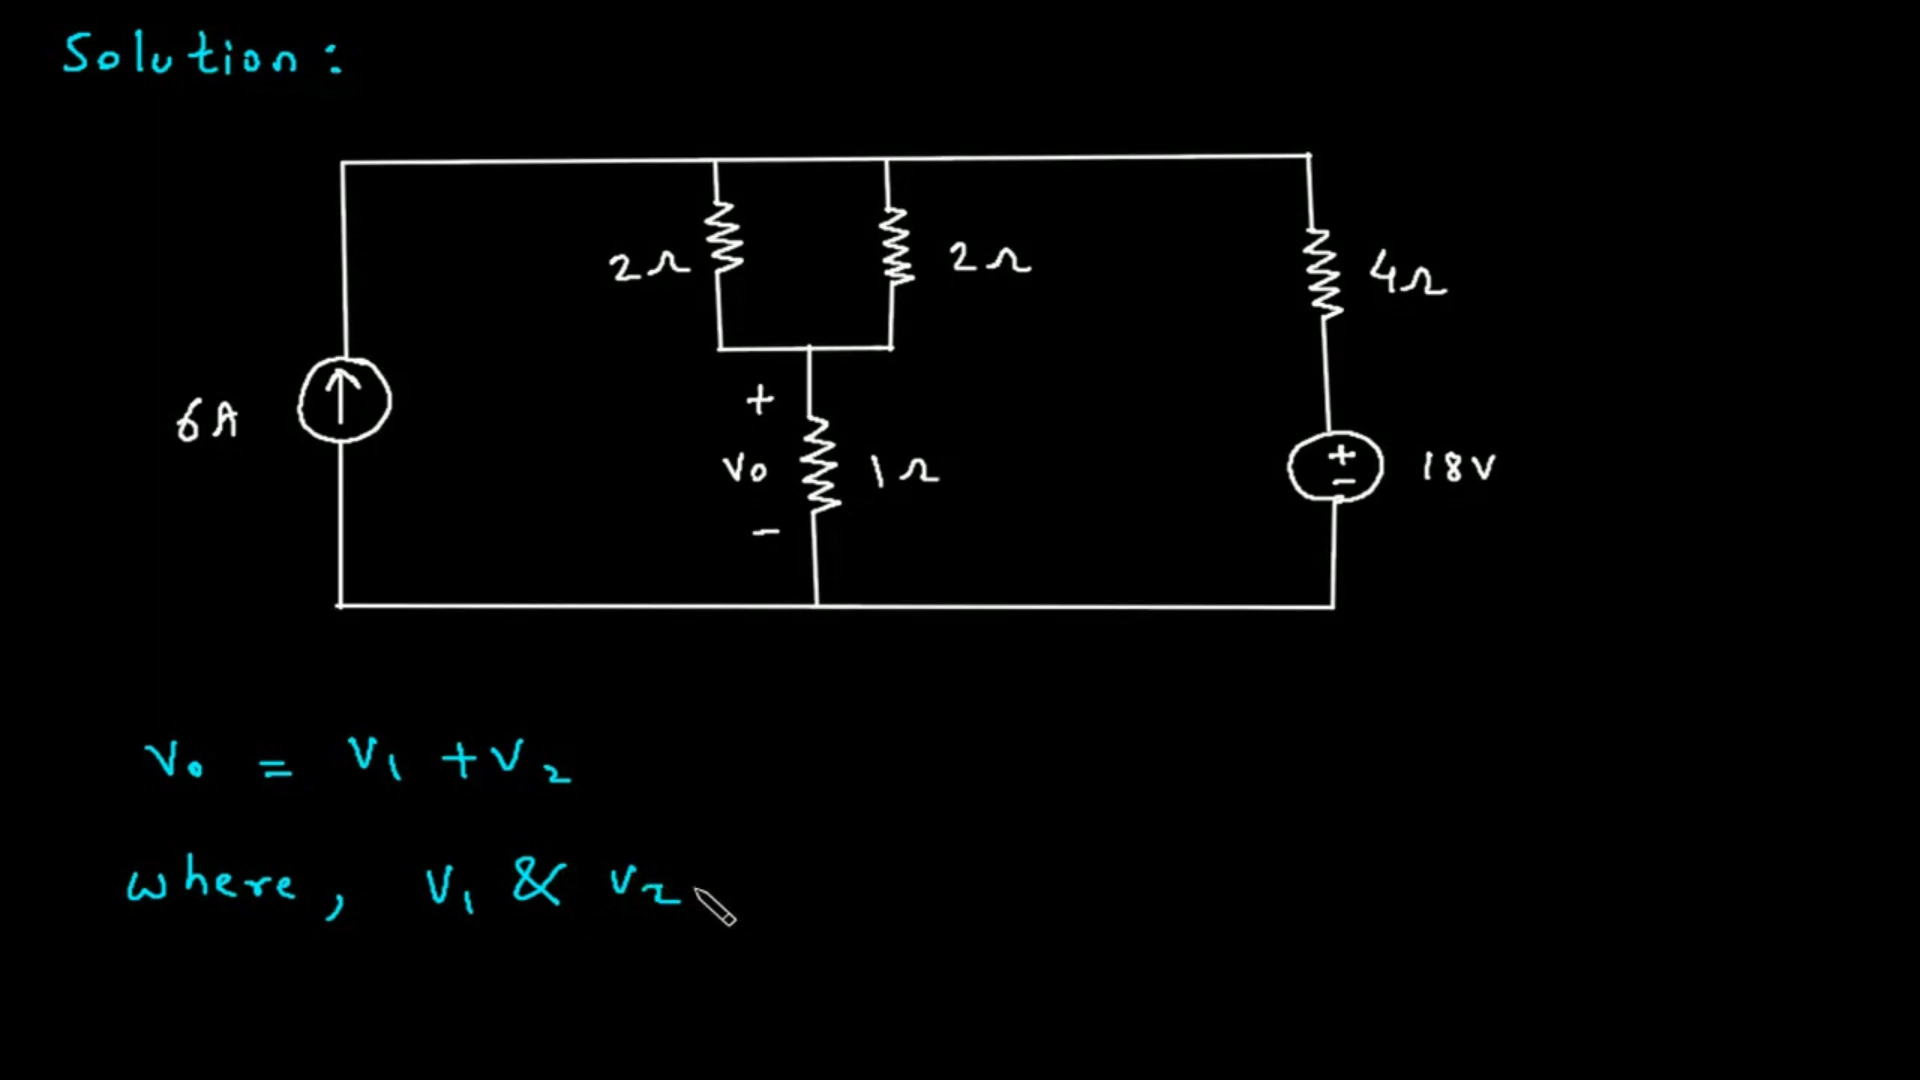 Solution:
2Ω
2Ω
4Ω
6A
+
Vo
1Ω
-
+
-
18V
Vo = V1 + V2
where, V1 & V2